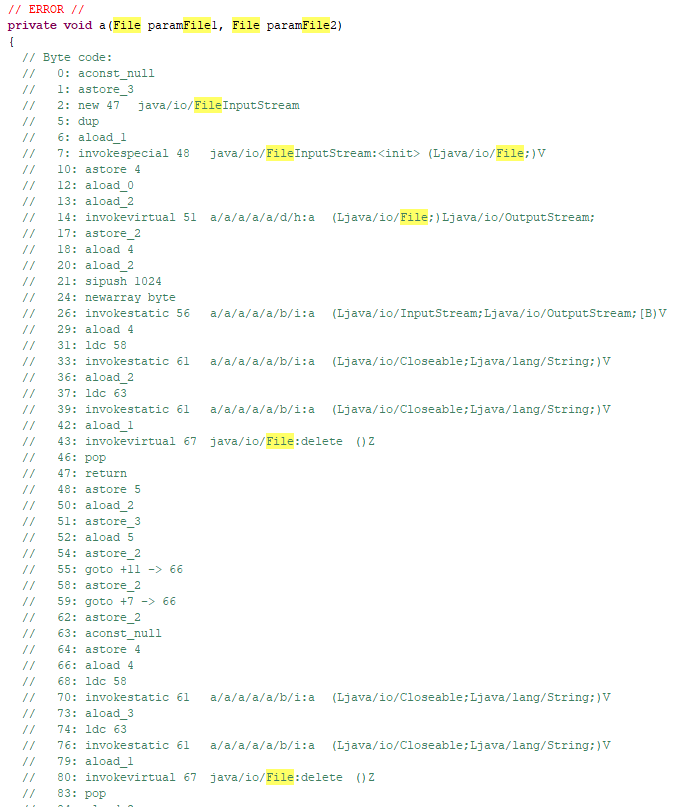 // ERROR //
private void a(File paramFile1, File paramFile2)
{
// Byte code:
// 0: aconst_null
// 1: astore_3
// 2: new 47 java/io/FileInputStream
// 5: dup
// 6: aload_1
// 7: invokespecial 48 java/io/FileInputStream:<init> (Ljava/io/File;)V
// 10: astore 4
// 12: aload_0
// 13: aload_2
// 14: invokevirtual 51 a/a/a/a/a/d/h:a (Ljava/io/File;)Ljava/io/OutputStream;
// 17: astore_2
// 18: aload 4
// 20: aload_2
// 21: sipush 1024
// 24: newarray byte
// 26: invokestatic 56 a/a/a/a/a/b/i:a (Ljava/io/InputStream;Ljava/io/OutputStream;[B)V
// 29: aload 4
// 31: ldc 58
// 33: invokestatic 61 a/a/a/a/a/b/i:a (Ljava/io/Closeable;Ljava/lang/String;)V
// 36: aload_2
// 37: ldc 63
// 39: invokestatic 61 a/a/a/a/a/b/i:a (Ljava/io/Closeable;Ljava/lang/String;)V
// 42: aload_1
// 43: invokevirtual 67 java/io/File:delete ()Z
// 46: pop
// 47: return
// 48: astore 5
// 50: aload_2
// 51: astore_3
// 52: aload 5
// 54: astore_2
// 55: goto +11 -> 66
// 58: astore_2
// 59: goto +7 -> 66
// 62: astore_2
// 63: aconst_null
// 64: astore 4
// 66: aload 4
// 68: ldc 58
// 70: invokestatic 61 a/a/a/a/a/b/i:a (Ljava/io/Closeable;Ljava/lang/String;)V
// 73: aload_3
// 74: ldc 63
// 76: invokestatic 61 a/a/a/a/a/b/i:a (Ljava/io/Closeable;Ljava/lang/String;)V
// 79: aload_1
// 80: invokevirtual 67 java/io/File:delete ()Z
// 83: pop